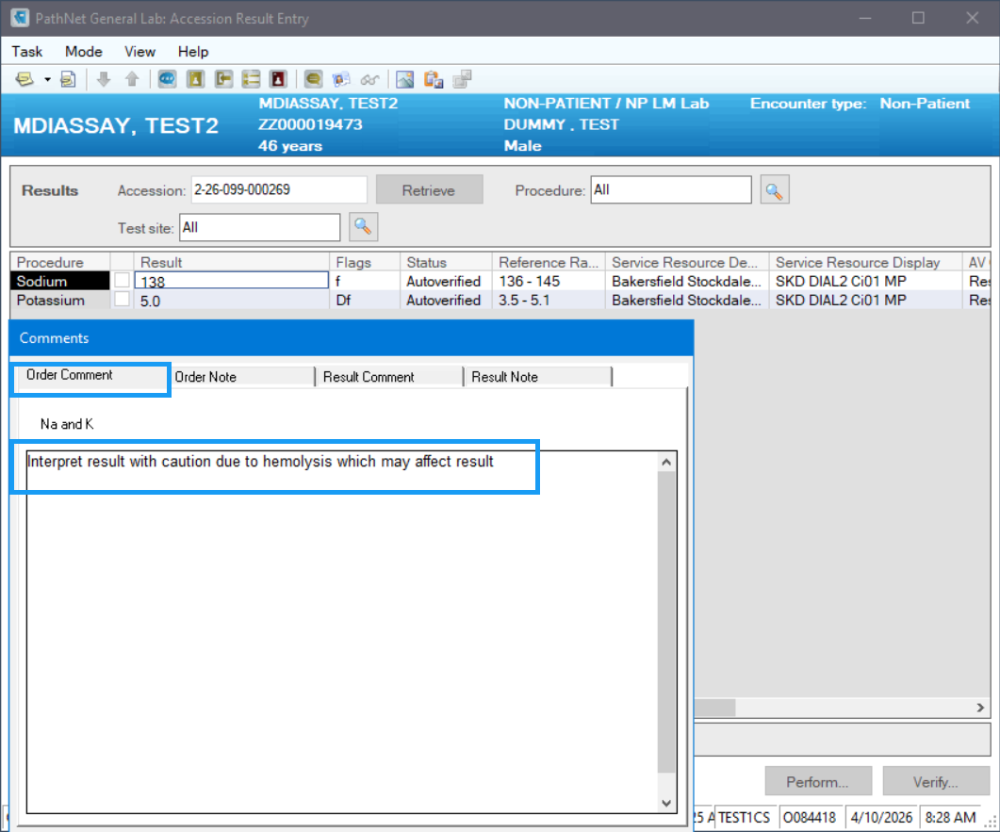 PathNet General Lab: Accession Result Entry
Task Mode View Help
MDIASSAY, TEST2
MDIASSAY, TEST2 NON-PATIENT / NP LM Lab Encounter type: Non-Patient
ZZ000019473 DUMMY . TEST
46 years Male
Results Accession: 2-26-099-000269 Retrieve Procedure: All
Test site: All
Procedure Result Flags Status Reference Ra... Service Resource De... Service Resource Display AV
Sodium 138 f Autoverified 136 - 145 Bakersfield Stockdale... SKD DIAL2 Ci01 MP Res
Potassium 5.0 Df Autoverified 3.5 - 5.1 Bakersfield Stockdale... SKD DIAL2 Ci01 MP Res
Comments
Order Comment Order Note Result Comment Result Note
Na and K
Interpret result with caution due to hemolysis which may affect result
Perform... Verify...
TEST1CS O084418 4/10/2026 8:28 AM